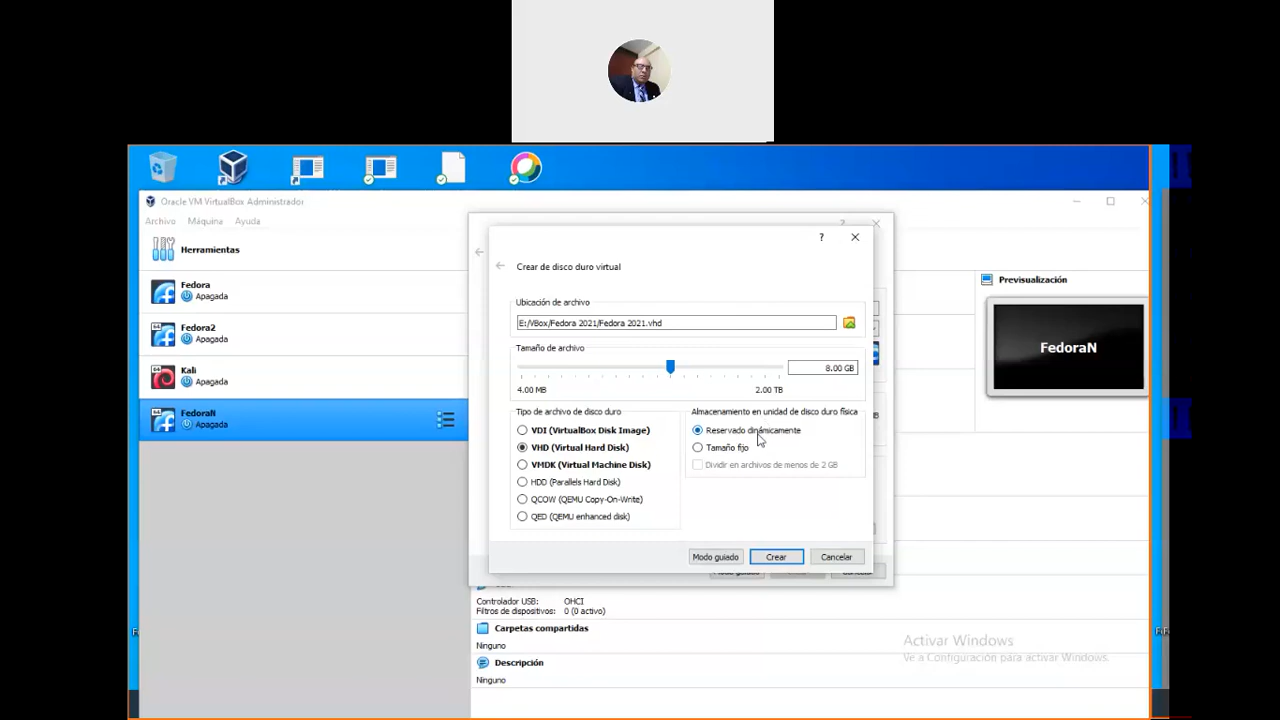 Oracle VM VirtualBox Administrador
Archivo Máquina Ayuda
Herramientas
Fedora
Apagada
Fedora2
Apagada
Kali
Apagada
FedoraN
Apagada
?
Crear de disco duro virtual
Ubicación de archivo
E:/VBox/Fedora 2021/Fedora 2021.vhd
Tamaño de archivo
8.00 GB
4.00 MB 2.00 TB
Tipo de archivo de disco duro
VDI (VirtualBox Disk Image)
VHD (Virtual Hard Disk)
VMDK (Virtual Machine Disk)
HDD (Parallels Hard Disk)
QCOW (QEMU Copy-On-Write)
QED (QEMU enhanced disk)
Almacenamiento en unidad de disco duro física
Reservado dinámicamente
Tamaño fijo
Dividir en archivos de menos de 2 GB
Modo guiado Crear Cancelar
Previsualización
FedoraN
Controlador USB: OHCI
Filtros de dispositivos: 0 (0 activo)
Carpetas compartidas
Ninguno
Descripción
Ninguno
Activar Windows
Ve a Configuración para activar Windows.